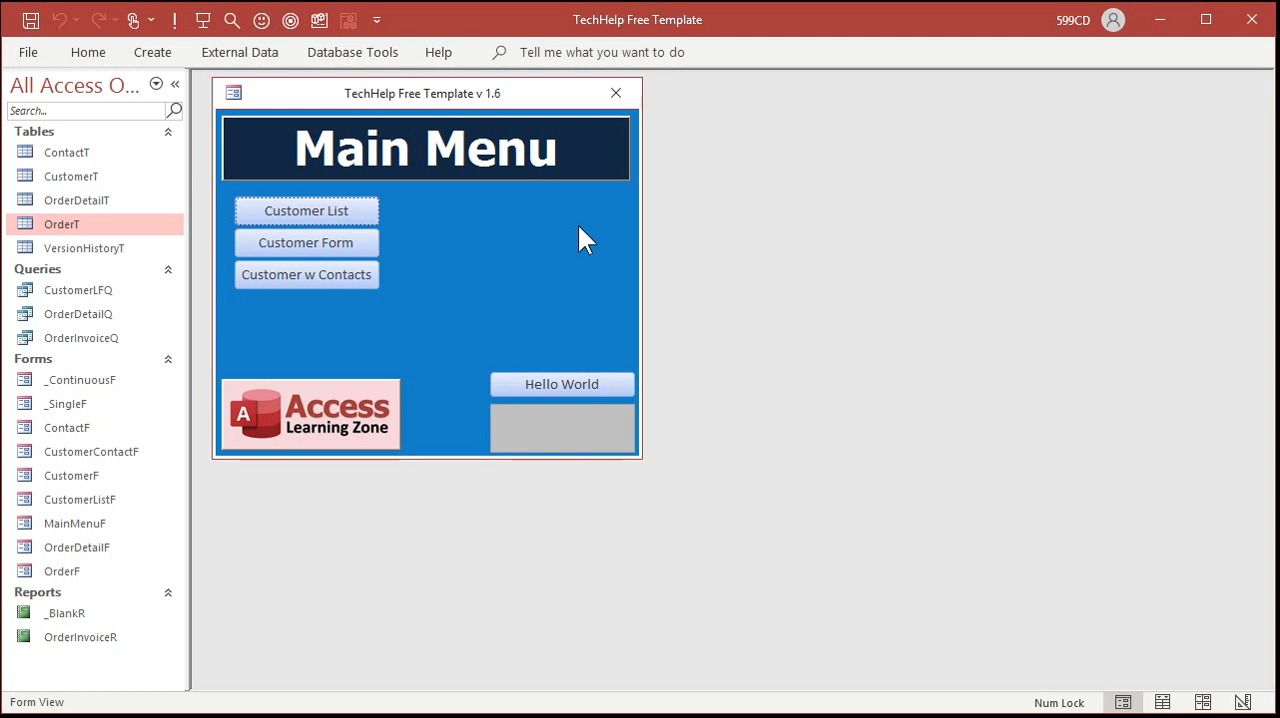 TechHelp Free Template
599CD
File Home Create External Data Database Tools Help Tell me what you want to do
All Access O...
Search...
Tables
ContactT
CustomerT
OrderDetailT
OrderT
VersionHistoryT
Queries
CustomerLFQ
OrderDetailQ
OrderInvoiceQ
Forms
_ContinuousF
_SingleF
ContactF
CustomerContactF
CustomerF
CustomerListF
MainMenuF
OrderDetailF
OrderF
Reports
_BlankR
OrderInvoiceR
TechHelp Free Template v 1.6
Main Menu
Customer List
Customer Form
Customer w Contacts
Hello World
A
Access
Learning Zone
Form View
Num Lock